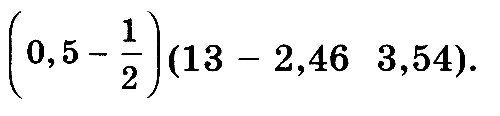 (0,5 − 1/2)(13 − 2,46 3,54).